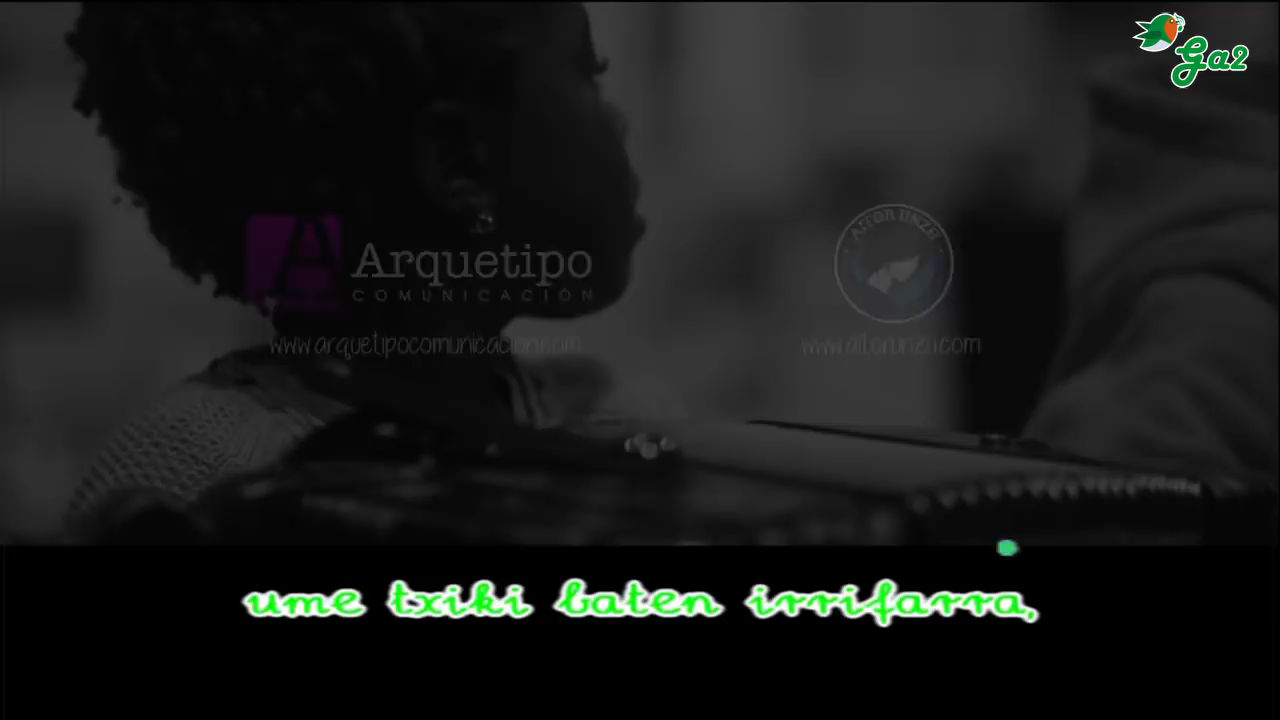 Ga2
AITOR UNZU
A Arquetipo
COMUNICACIÓN
www.arquetipocomunicacion.com
www.aitorunzu.com
ume txiki baten irrifarra,